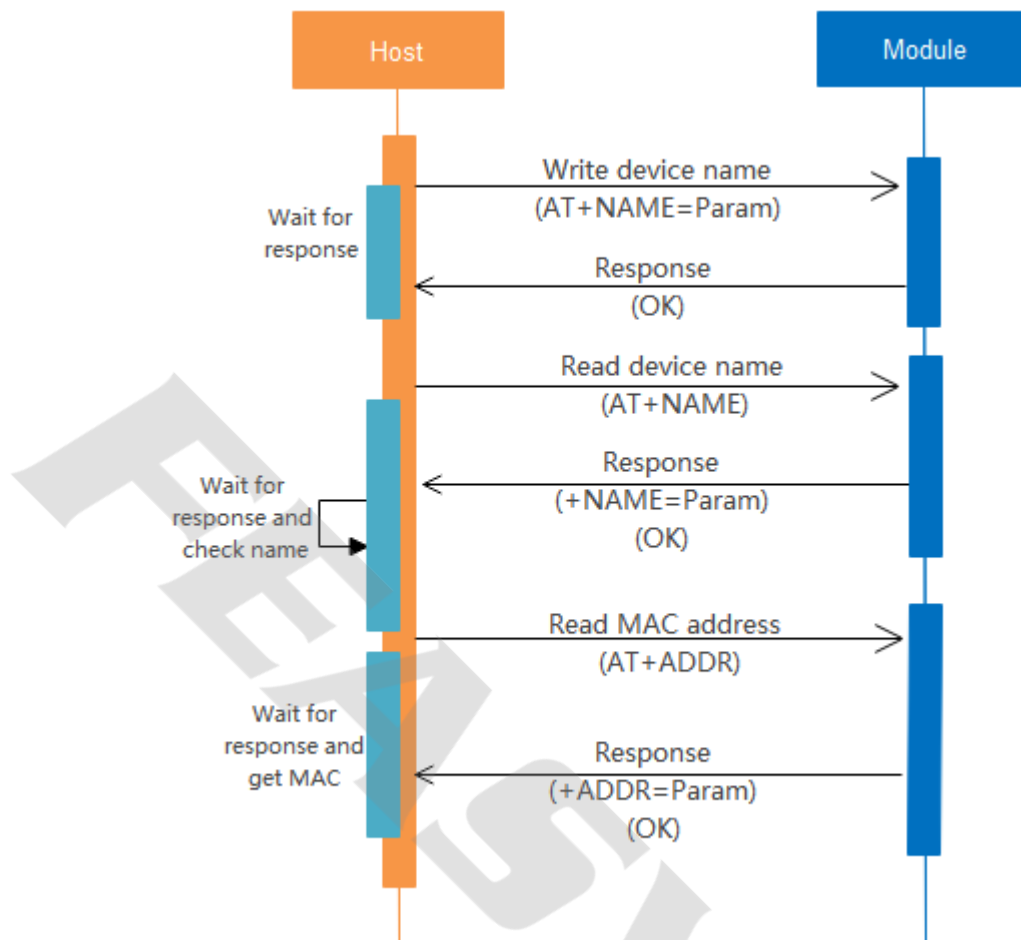 Host
Module
Write device name
(AT+NAME=Param)
Wait for
response
Response
(OK)
Read device name
(AT+NAME)
Response
(+NAME=Param)
(OK)
Wait for
response and
check name
Read MAC address
(AT+ADDR)
Wait for
response and
get MAC
Response
(+ADDR=Param)
(OK)
FEASY